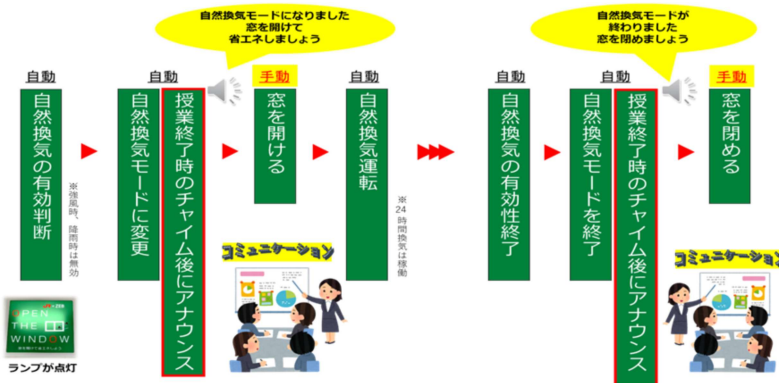 自然換気モードになりました
窓を開けて
省エネしましょう
自然換気モードが
終わりました
窓を閉めましょう
自動
自動
手動
自動
自動
自動
手動
自然換気の有効判断
※強風時、降雨時は無効
自然換気モードに変更
授業終了時のチャイム後にアナウンス
窓を開ける
自然換気運転
※24時間換気は稼働
自然換気の有効性終了
自然換気モードを終了
授業終了時のチャイム後にアナウンス
窓を閉める
コミュニケーション
コミュニケーション
OPEN
THE
WINDOW
ランプが点灯